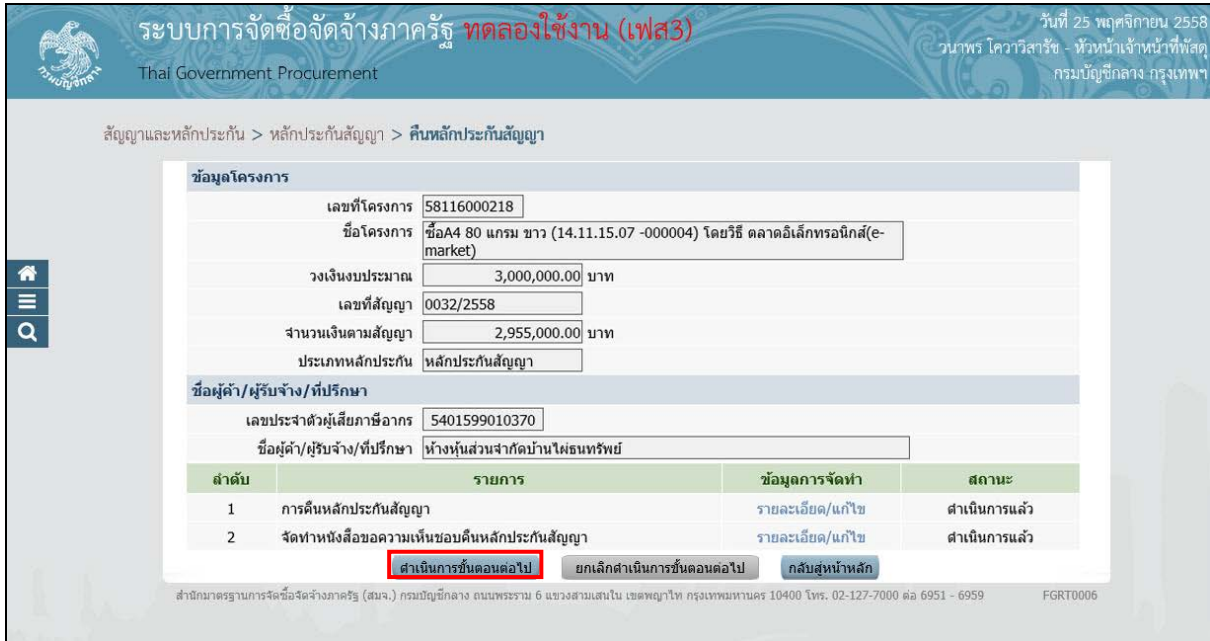 ระบบการจัดซื้อจัดจ้างภาครัฐ ทดลองใช้งาน (เฟส3)
Thai Government Procurement
วันที่ 25 พฤศจิกายน 2558
วนาพร โควาวิสารัช - หัวหน้าเจ้าหน้าที่พัสดุ
กรมบัญชีกลาง กรุงเทพฯ
กรมบัญชีกลาง
สัญญาและหลักประกัน > หลักประกันสัญญา > คืนหลักประกันสัญญา
ข้อมูลโครงการ
เลขที่โครงการ 58116000218
ชื่อโครงการ ซื้อA4 80 แกรม ขาว (14.11.15.07 -000004) โดยวิธี ตลาดอิเล็กทรอนิกส์(e-
market)
วงเงินงบประมาณ 3,000,000.00 บาท
เลขที่สัญญา 0032/2558
จำนวนเงินตามสัญญา 2,955,000.00 บาท
ประเภทหลักประกัน หลักประกันสัญญา
ชื่อผู้ค้า/ผู้รับจ้าง/ที่ปรึกษา
เลขประจำตัวผู้เสียภาษีอากร 5401599010370
ชื่อผู้ค้า/ผู้รับจ้าง/ที่ปรึกษา ห้างหุ้นส่วนจำกัดบ้านไผ่ธนทรัพย์
ลำดับ รายการ ข้อมูลการจัดทำ สถานะ
1 การคืนหลักประกันสัญญา รายละเอียด/แก้ไข ดำเนินการแล้ว
2 จัดทำหนังสือขอความเห็นชอบคืนหลักประกันสัญญา รายละเอียด/แก้ไข ดำเนินการแล้ว
ดำเนินการขั้นตอนต่อไป ยกเลิกดำเนินการขั้นตอนต่อไป กลับสู่หน้าหลัก
สำนักมาตรฐานการจัดซื้อจัดจ้างภาครัฐ (สมจ.) กรมบัญชีกลาง ถนนพระราม 6 แขวงสามเสนใน เขตพญาไท กรุงเทพมหานคร 10400 โทร. 02-127-7000 ต่อ 6951 - 6959 FGRT0006